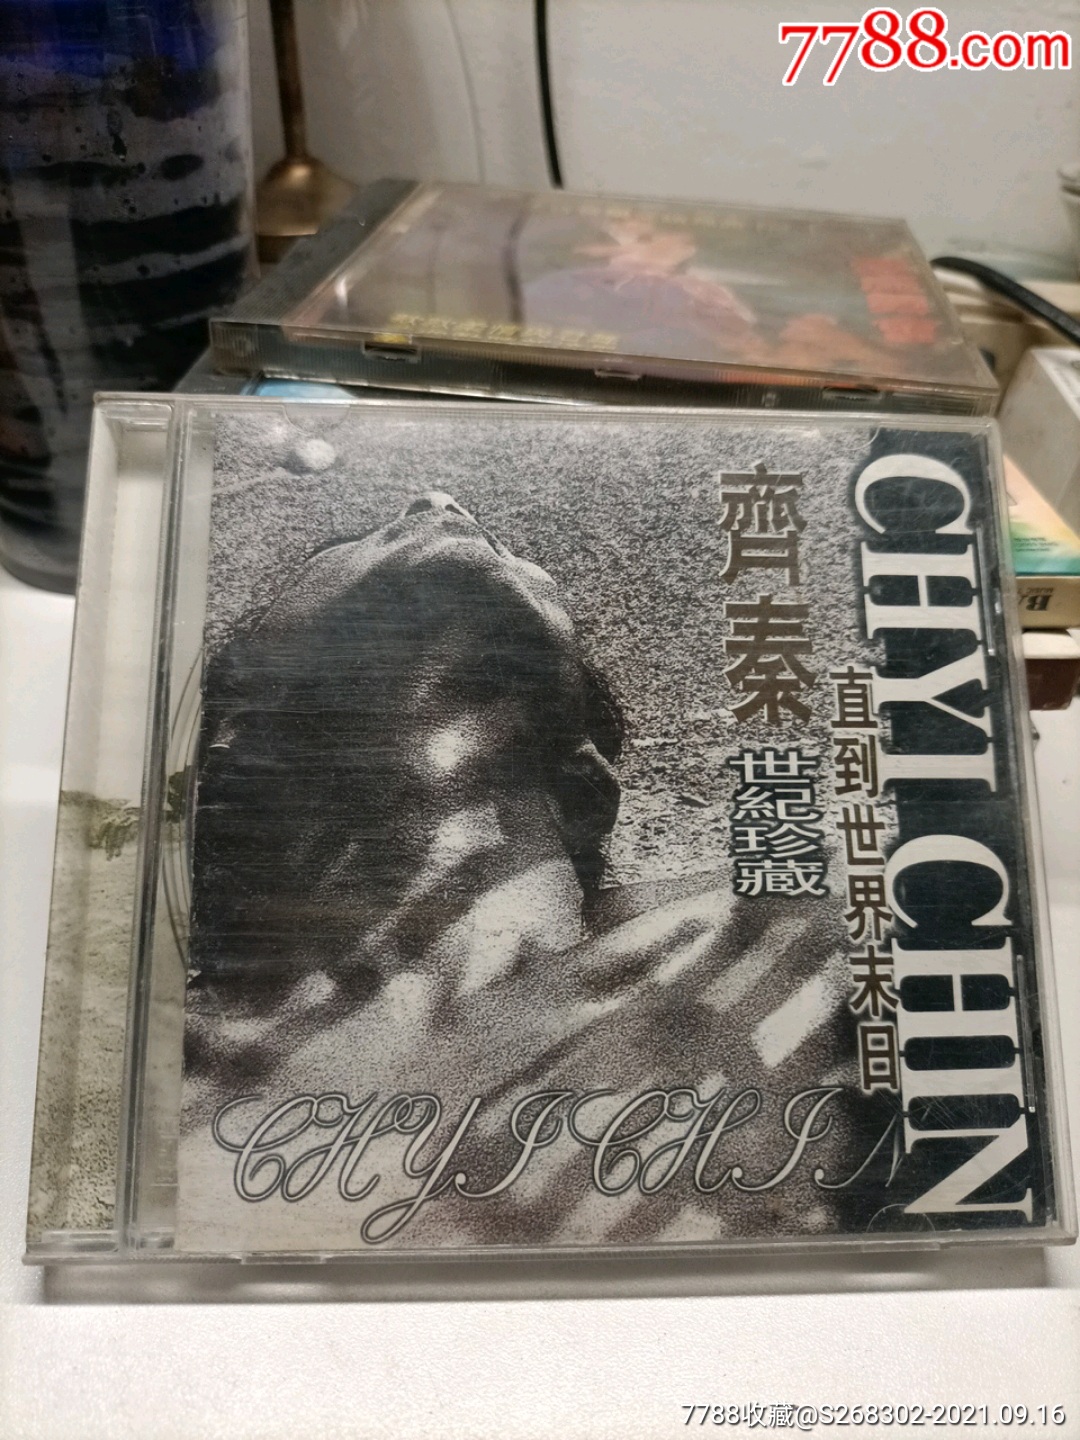 7788.com
齊秦
世紀珍藏
直到世界末日
CHYI CHIN
CHYI CHIN
B
7788收藏@S268302-2021.09.16